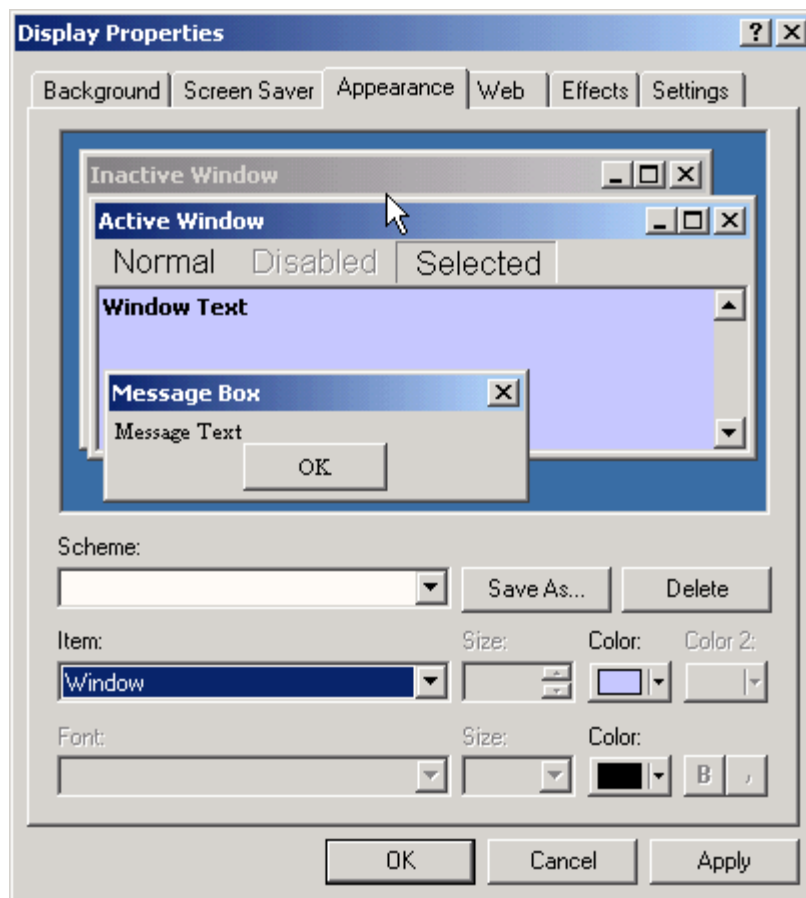 Display Properties
Background Screen Saver Appearance Web Effects Settings
Inactive Window
Active Window
Normal Disabled Selected
Window Text
Message Box
Message Text
OK
Scheme:
Save As... Delete
Item: Size: Color: Color 2:
Window
Font: Size: Color:
B
OK Cancel Apply